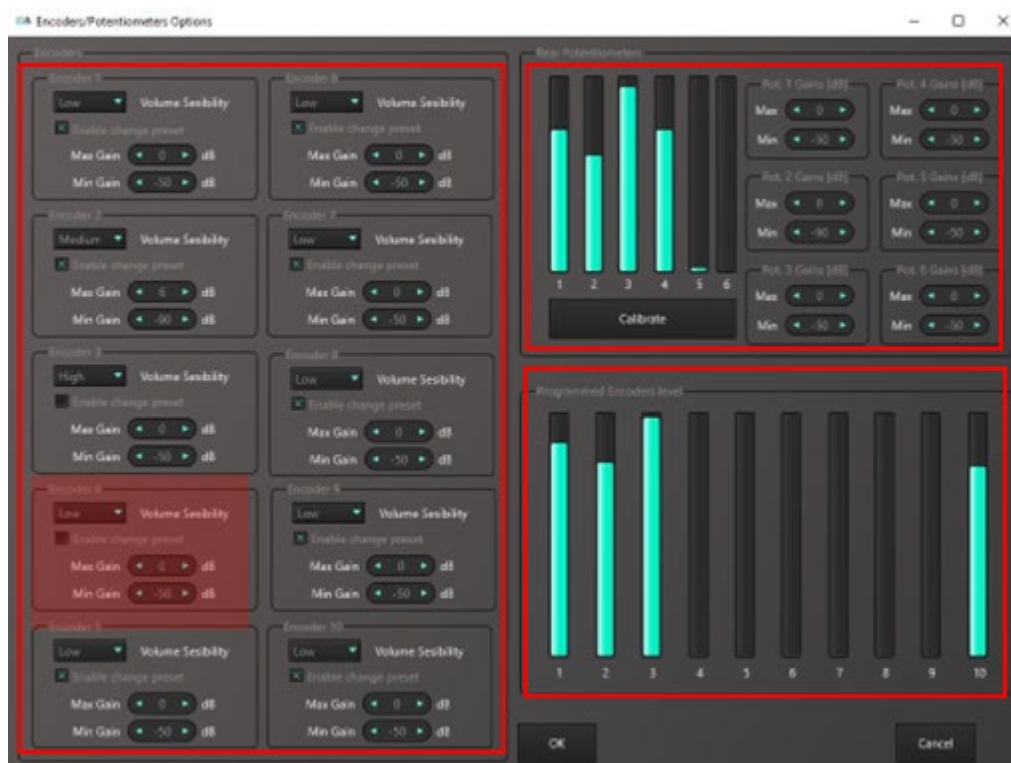 Encoders/Potentiometers Options
Encoders
Encoder 1
Low Volume Sesibility
Enable change preset
Max Gain 0 dB
Min Gain -50 dB
Encoder 2
Medium Volume Sesibility
Enable change preset
Max Gain 6 dB
Min Gain -90 dB
Encoder 3
High Volume Sesibility
Enable change preset
Max Gain 0 dB
Min Gain -50 dB
Encoder 4
Low Volume Sesibility
Enable change preset
Max Gain 0 dB
Min Gain -50 dB
Encoder 5
Low Volume Sesibility
Enable change preset
Max Gain 0 dB
Min Gain -50 dB
Encoder 6
Low Volume Sesibility
Enable change preset
Max Gain 0 dB
Min Gain -50 dB
Encoder 7
Low Volume Sesibility
Enable change preset
Max Gain 0 dB
Min Gain -50 dB
Encoder 8
Low Volume Sesibility
Enable change preset
Max Gain 0 dB
Min Gain -50 dB
Encoder 9
Low Volume Sesibility
Enable change preset
Max Gain 0 dB
Min Gain -50 dB
Encoder 10
Low Volume Sesibility
Enable change preset
Max Gain 0 dB
Min Gain -50 dB
Rear Potentiometers
1 2 3 4 5 6
Calibrate
Pot. 1 Gains [dB]
Max 0
Min -50
Pot. 2 Gains [dB]
Max
Min -90
Pot. 3 Gains [dB]
Max 0
Min -50
Pot. 4 Gains [dB]
Max 0
Min -50
Pot. 5 Gains [dB]
Max 0
Min -50
Pot. 6 Gains [dB]
Max 0
Min -50
Programmed Encoders level
1 2 3 4 5 6 7 8 9 10
OK
Cancel